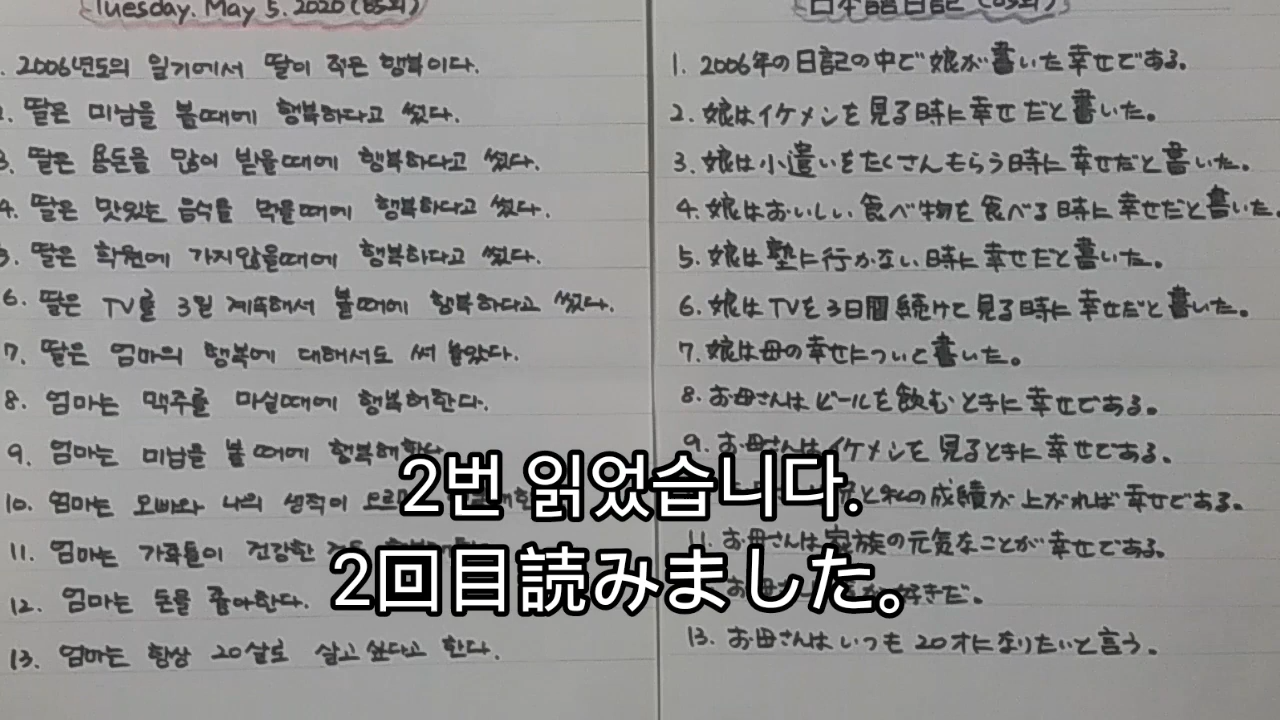 Tuesday. May 5. 2020
1. 2006년도의 일기에서 딸이 적은 행복이다.
2. 딸은 미남을 볼때에 행복하다고 썼다.
3. 딸은 용돈을 많이 받을때에 행복하다고 썼다.
4. 딸은 맛있는 음식을 먹을때에 행복하다고 썼다.
5. 딸은 학원에 가지않을때에 행복하다고 썼다.
6. 딸은 TV를 3일 계속해서 볼때에 행복하다고 썼다.
7. 딸은 엄마의 행복에 대해서도 써 놓았다.
8. 엄마는 맥주를 마실때에 행복해한다.
9. 엄마는 미남을 볼때에 행복해한다
10. 엄마는 오빠와 나의 성적이 오르면
11. 엄마는 가족들이 건강한
12. 엄마는 돈을 좋아한다.
13. 엄마는 항상 20살로 살고 싶다고 한다.
日本語日記
1. 2006年の日記の中で娘が書いた幸せである。
2. 娘はイケメンを見る時に幸せだと書いた。
3. 娘は小遣いをたくさんもらう時に幸せだと書いた。
4. 娘はおいしい食べ物を食べる時に幸せだと書いた。
5. 娘は塾に行かない時に幸せだと書いた。
6. 娘はTVを3日間続けて見る時に幸せだと書いた。
7. 娘は母の幸せについて書いた。
8. お母さんはビールを飲むときに幸せである。
9. お母さんはイケメンを見るときに幸せである。
と私の成績が上がれば幸せである。
11. お母さんは家族の元気なことが幸せである。
好きだ。
13. お母さんはいつも20才になりたいと言う。
2번 읽었습니다.
2回目読みました。